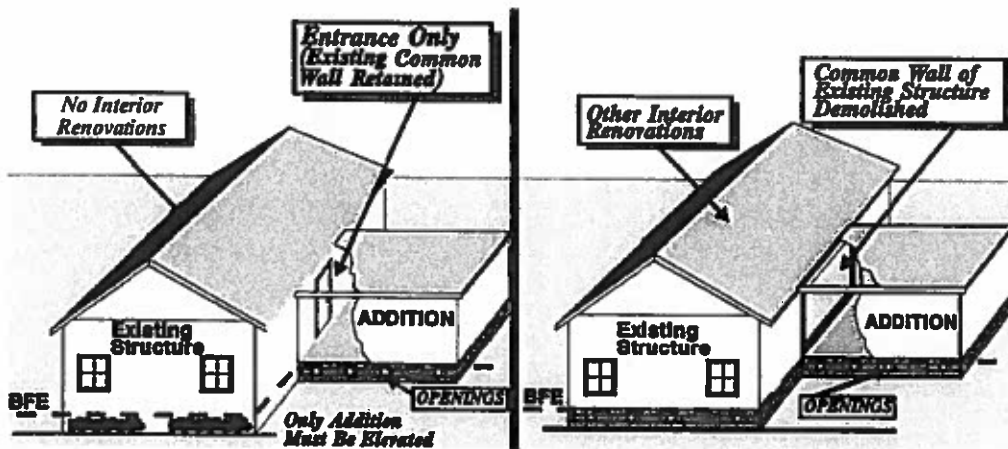 Entrance Only
(Existing Common
Wall Retained)
No Interior
Renovations
Existing
Structure
ADDITION
BFE
OPENINGS
Only Addition
Must Be Elevated
Common Wall of
Existing Structure
Demolished
Other Interior
Renovations
Existing
Structure
ADDITION
BFE
OPENINGS